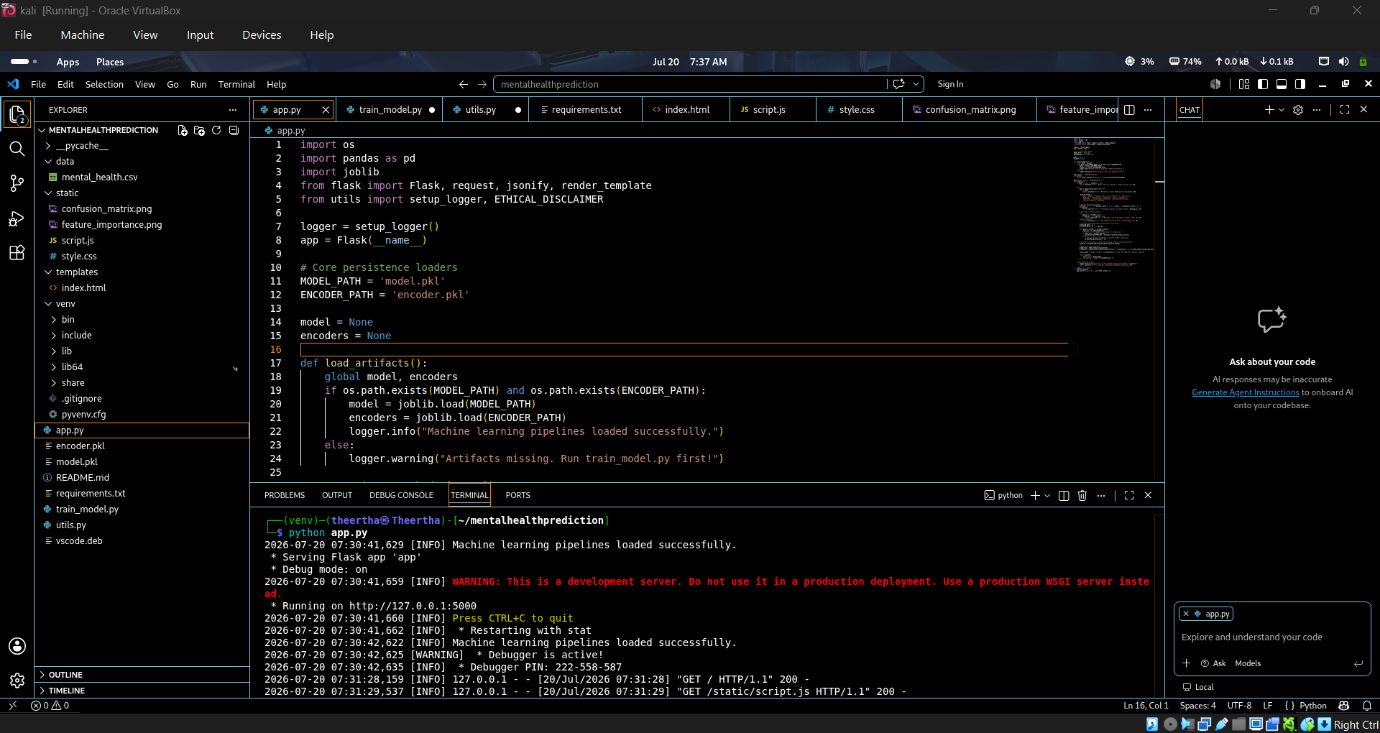 kali [Running] - Oracle VirtualBox
File Machine View Input Devices Help
Apps Places Jul 20 7:37 AM 3% 74% 0.0 kB 0.1 kB
File Edit Selection View Go Run Terminal Help mentalhealthprediction Sign In
EXPLORER
MENTALHEALTHPREDICTION
__pycache__
data
mental_health.csv
static
confusion_matrix.png
feature_importance.png
JS script.js
# style.css
templates
<> index.html
venv
bin
include
lib
lib64
share
.gitignore
pyvenv.cfg
app.py
encoder.pkl
model.pkl
README.md
requirements.txt
train_model.py
utils.py
vscode.deb
OUTLINE
TIMELINE
2
app.py train_model.py utils.py requirements.txt <> index.html JS script.js # style.css confusion_matrix.png feature_impor
app.py
1 import os
2 import pandas as pd
3 import joblib
4 from flask import Flask, request, jsonify, render_template
5 from utils import setup_logger, ETHICAL_DISCLAIMER
6
7 logger = setup_logger()
8 app = Flask(__name__)
9
10 # Core persistence loaders
11 MODEL_PATH = 'model.pkl'
12 ENCODER_PATH = 'encoder.pkl'
13
14 model = None
15 encoders = None
16
17 def load_artifacts():
18 global model, encoders
19 if os.path.exists(MODEL_PATH) and os.path.exists(ENCODER_PATH):
20 model = joblib.load(MODEL_PATH)
21 encoders = joblib.load(ENCODER_PATH)
22 logger.info("Machine learning pipelines loaded successfully.")
23 else:
24 logger.warning("Artifacts missing. Run train_model.py first!")
25
PROBLEMS OUTPUT DEBUG CONSOLE TERMINAL PORTS python
(venv)-(theertha㉿Theertha)-[~/mentalhealthprediction]
$ python app.py
2026-07-20 07:30:41,629 [INFO] Machine learning pipelines loaded successfully.
* Serving Flask app 'app'
* Debug mode: on
2026-07-20 07:30:41,659 [INFO] WARNING: This is a development server. Do not use it in a production deployment. Use a production WSGI server inste
ad.
* Running on http://127.0.0.1:5000
2026-07-20 07:30:41,660 [INFO] Press CTRL+C to quit
2026-07-20 07:30:41,662 [INFO] * Restarting with stat
2026-07-20 07:30:42,622 [INFO] Machine learning pipelines loaded successfully.
2026-07-20 07:30:42,625 [WARNING] * Debugger is active!
2026-07-20 07:30:42,635 [INFO] * Debugger PIN: 222-558-587
2026-07-20 07:31:28,159 [INFO] 127.0.0.1 - - [20/Jul/2026 07:31:28] "GET / HTTP/1.1" 200 -
2026-07-20 07:31:29,537 [INFO] 127.0.0.1 - - [20/Jul/2026 07:31:29] "GET /static/script.js HTTP/1.1" 200 -
CHAT
Ask about your code
AI responses may be inaccurate
Generate Agent Instructions to onboard AI
onto your codebase.
app.py
Explore and understand your code
Ask Models
Local
0 0 Ln 16, Col 1 Spaces: 4 UTF-8 LF { } Python
Right Ctrl